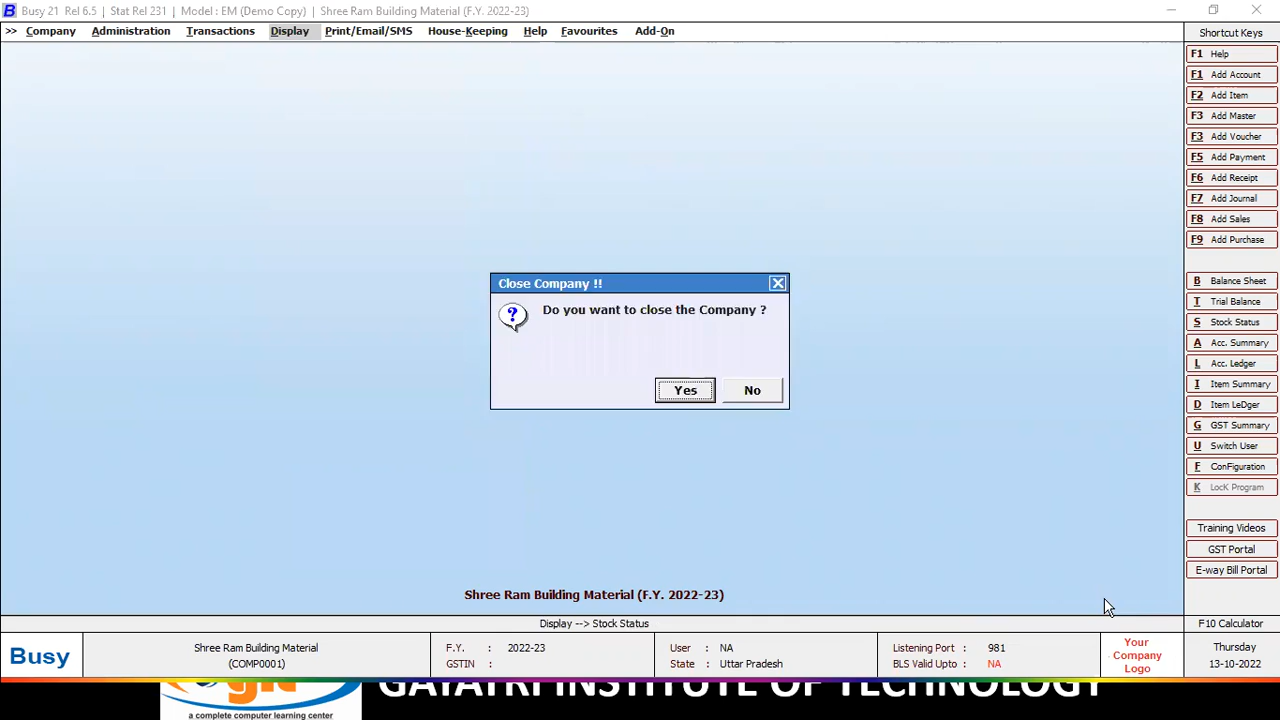 Busy 21 Rel 6.5 | Stat Rel 231 | Model : EM (Demo Copy) | Shree Ram Building Material (F.Y. 2022-23)
>> Company Administration Transactions Display Print/Email/SMS House-Keeping Help Favourites Add-On
Shortcut Keys
F1 Help
F1 Add Account
F2 Add Item
F3 Add Master
F3 Add Voucher
F5 Add Payment
F6 Add Receipt
F7 Add Journal
F8 Add Sales
F9 Add Purchase
B Balance Sheet
T Trial Balance
S Stock Status
A Acc. Summary
L Acc. Ledger
I Item Summary
D Item LeDger
G GST Summary
U Switch User
F ConFiguration
K LocK Program
Training Videos
GST Portal
E-way Bill Portal
Close Company !!
Do you want to close the Company ?
Yes No
Shree Ram Building Material (F.Y. 2022-23)
Display --> Stock Status
F10 Calculator
Busy
Shree Ram Building Material
(COMP0001)
F.Y. : 2022-23
GSTIN :
User : NA
State : Uttar Pradesh
Listening Port : 981
BLS Valid Upto : NA
Your
Company
Logo
Thursday
13-10-2022
GAYATRI INSTITUTE OF TECHNOLOGY
a complete computer learning center